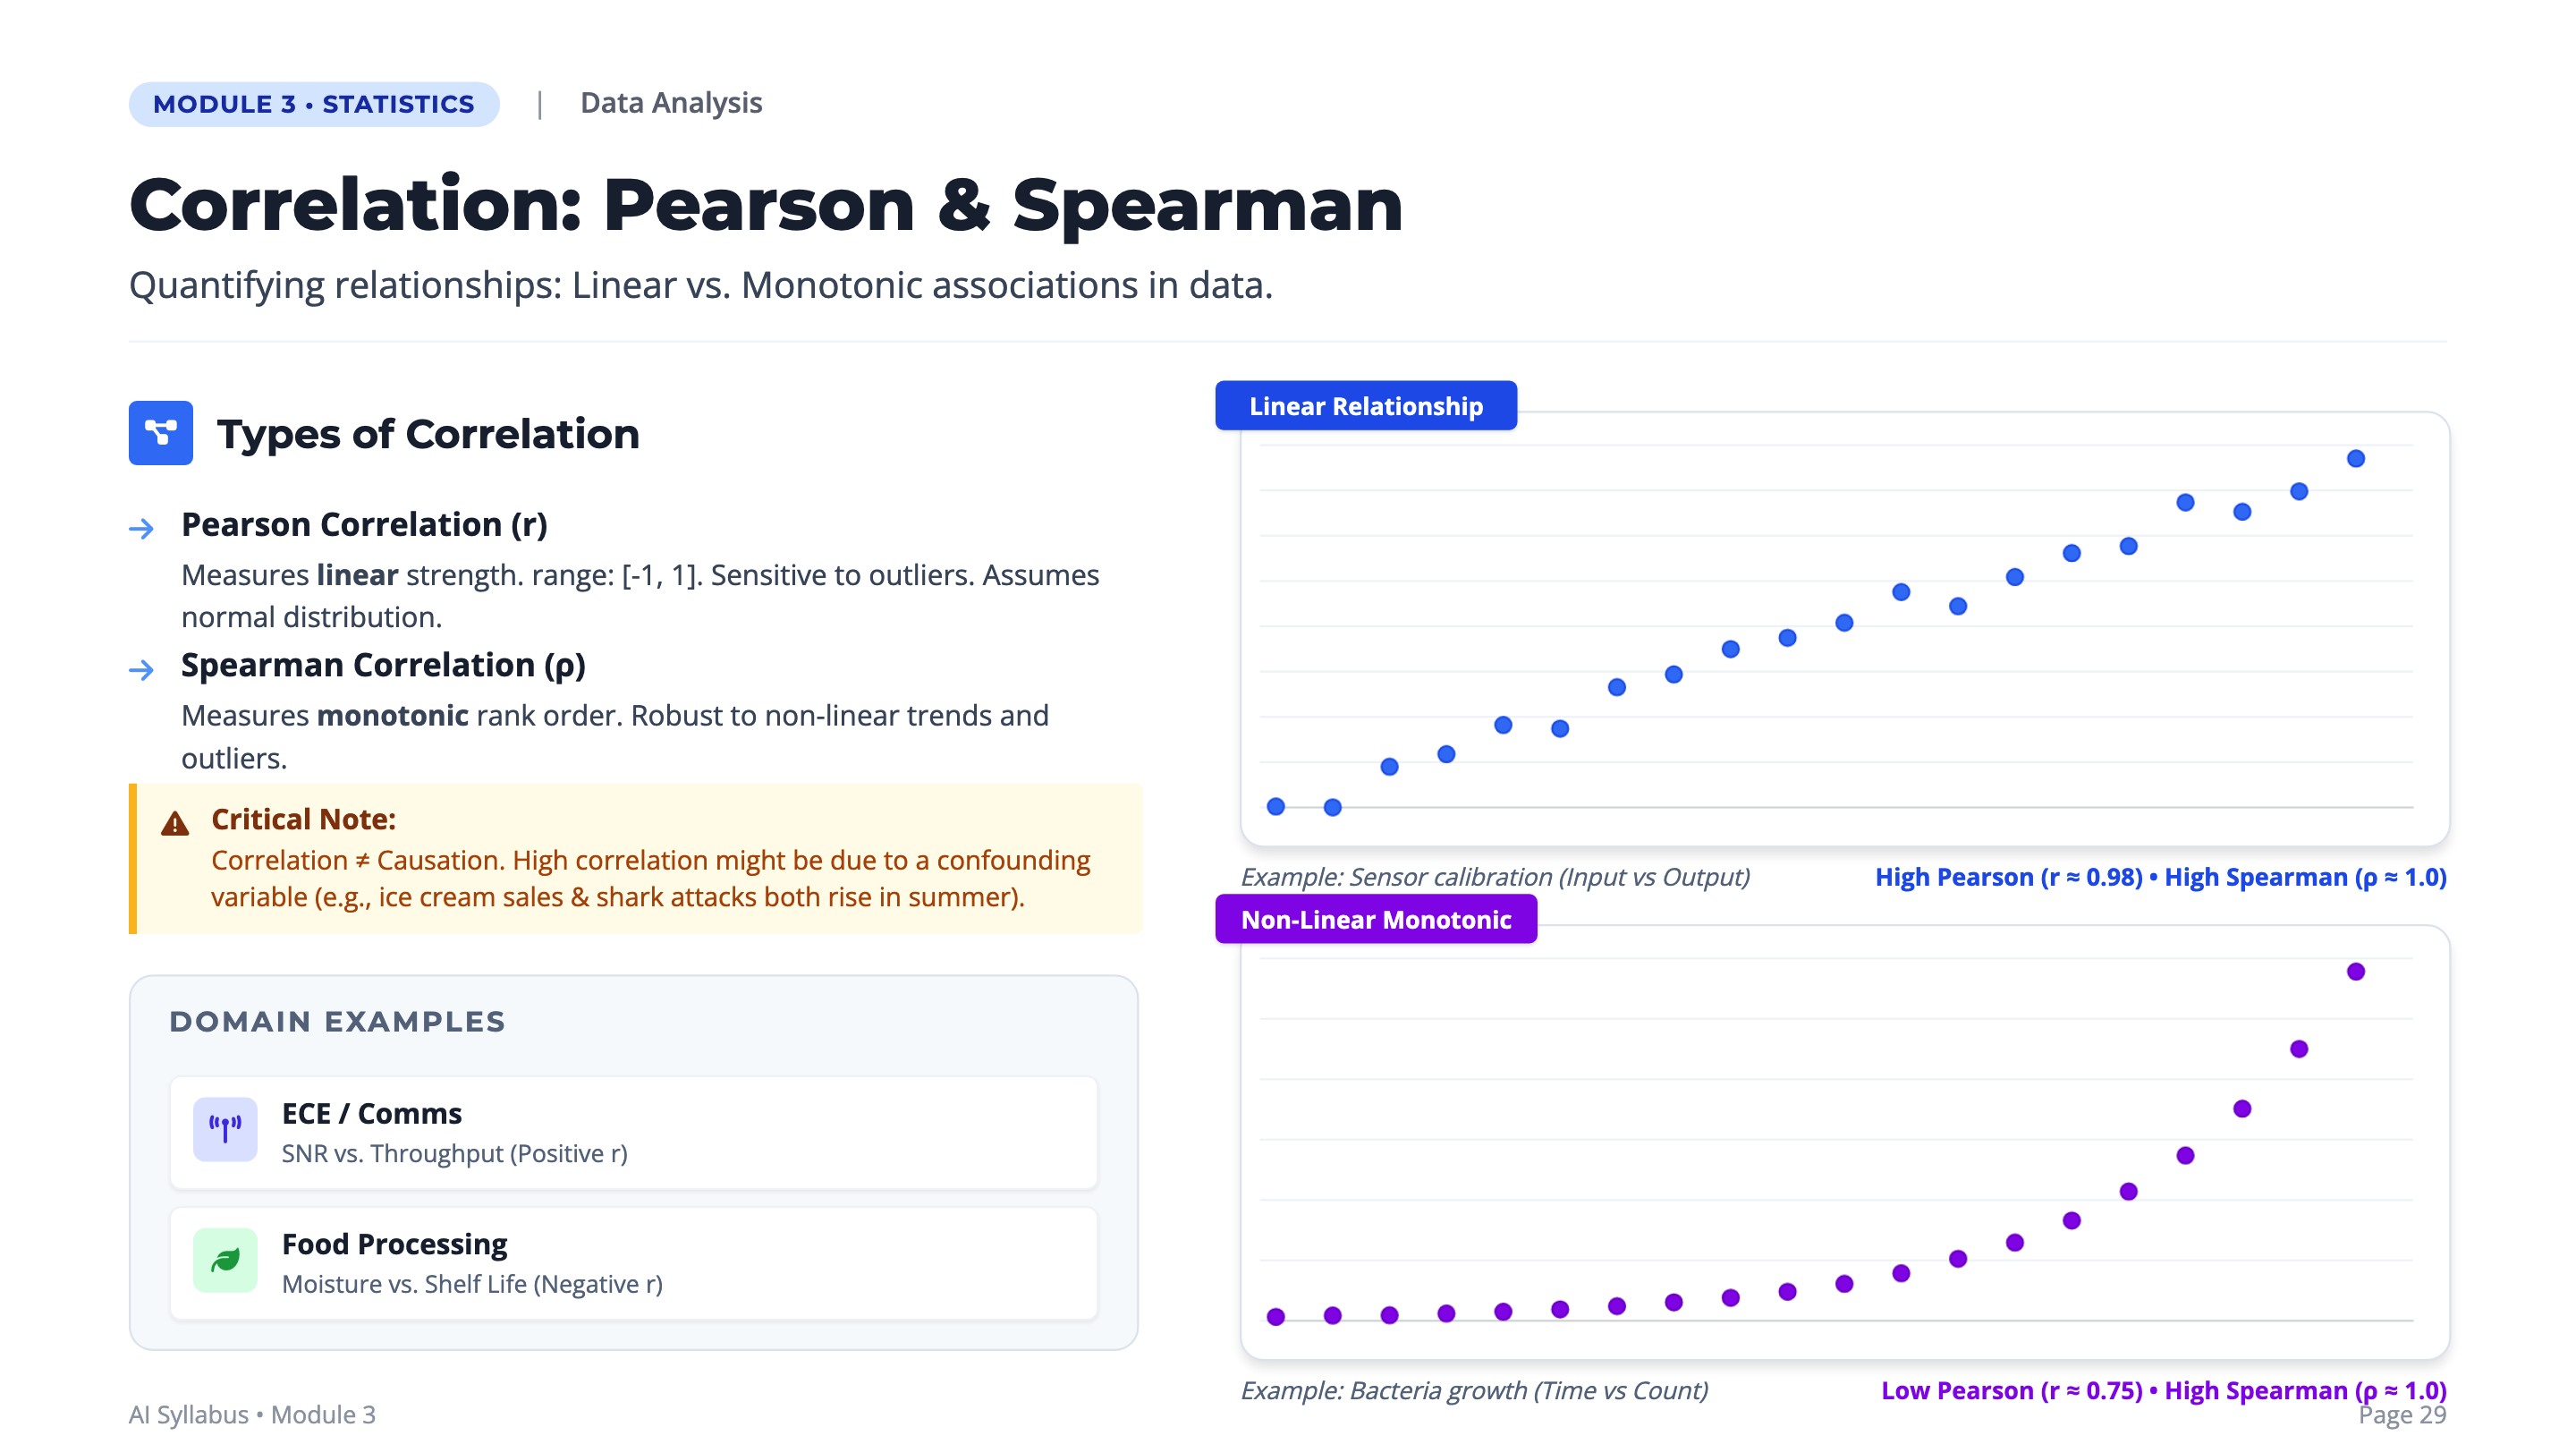 MODULE 3 • STATISTICS | Data Analysis
Correlation: Pearson & Spearman
Quantifying relationships: Linear vs. Monotonic associations in data.
Types of Correlation
Pearson Correlation (r)
Measures linear strength. range: [-1, 1]. Sensitive to outliers. Assumes
normal distribution.
Spearman Correlation (ρ)
Measures monotonic rank order. Robust to non-linear trends and
outliers.
Critical Note:
Correlation ≠ Causation. High correlation might be due to a confounding
variable (e.g., ice cream sales & shark attacks both rise in summer).
DOMAIN EXAMPLES
ECE / Comms
SNR vs. Throughput (Positive r)
Food Processing
Moisture vs. Shelf Life (Negative r)
Linear Relationship
Example: Sensor calibration (Input vs Output)
High Pearson (r ≈ 0.98) • High Spearman (ρ ≈ 1.0)
Non-Linear Monotonic
Example: Bacteria growth (Time vs Count)
Low Pearson (r ≈ 0.75) • High Spearman (ρ ≈ 1.0)
AI Syllabus • Module 3
Page 29